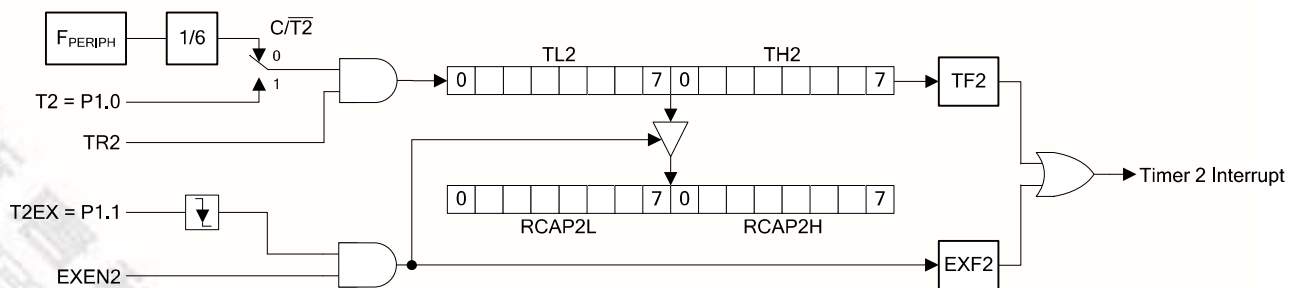 F_PERIPH
1/6
C/T2̅
0
1
T2 = P1.0
TR2
TL2
TH2
0 7 0 7
TF2
T2EX = P1.1
EXEN2
0 7 0 7
RCAP2L
RCAP2H
EXF2
Timer 2 Interrupt